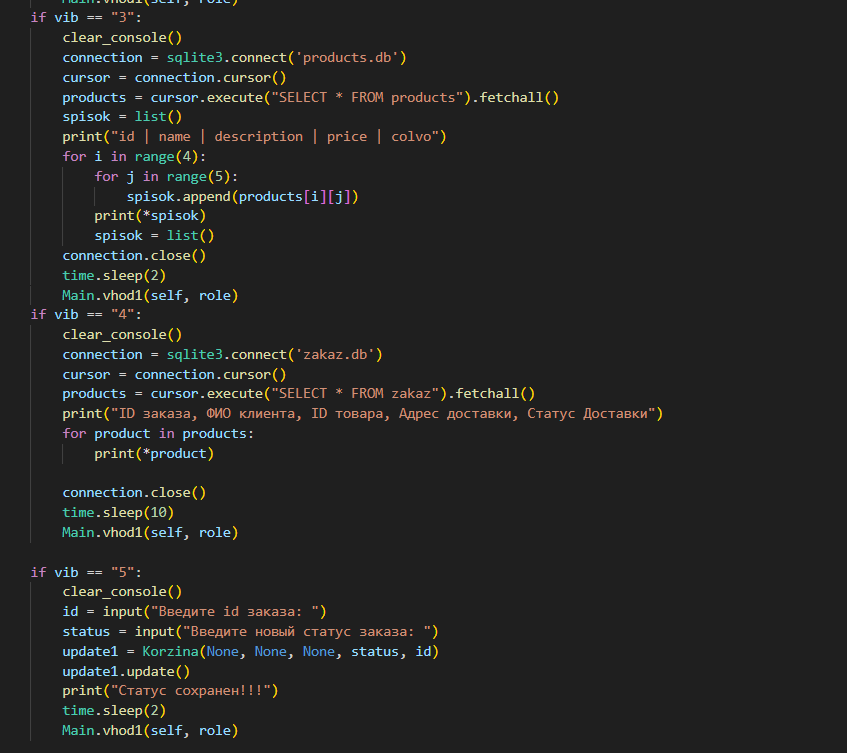 Main.vhod1(self, role)
if vib == "3":
    clear_console()
    connection = sqlite3.connect('products.db')
    cursor = connection.cursor()
    products = cursor.execute("SELECT * FROM products").fetchall()
    spisok = list()
    print("id | name | description | price | colvo")
    for i in range(4):
        for j in range(5):
            spisok.append(products[i][j])
        print(*spisok)
        spisok = list()
    connection.close()
    time.sleep(2)
    Main.vhod1(self, role)
if vib == "4":
    clear_console()
    connection = sqlite3.connect('zakaz.db')
    cursor = connection.cursor()
    products = cursor.execute("SELECT * FROM zakaz").fetchall()
    print("ID заказа, ФИО клиента, ID товара, Адрес доставки, Статус Доставки")
    for product in products:
        print(*product)
    connection.close()
    time.sleep(10)
    Main.vhod1(self, role)
if vib == "5":
    clear_console()
    id = input("Введите id заказа: ")
    status = input("Введите новый статус заказа: ")
    update1 = Korzina(None, None, None, status, id)
    update1.update()
    print("Статус сохранен!!!")
    time.sleep(2)
    Main.vhod1(self, role)